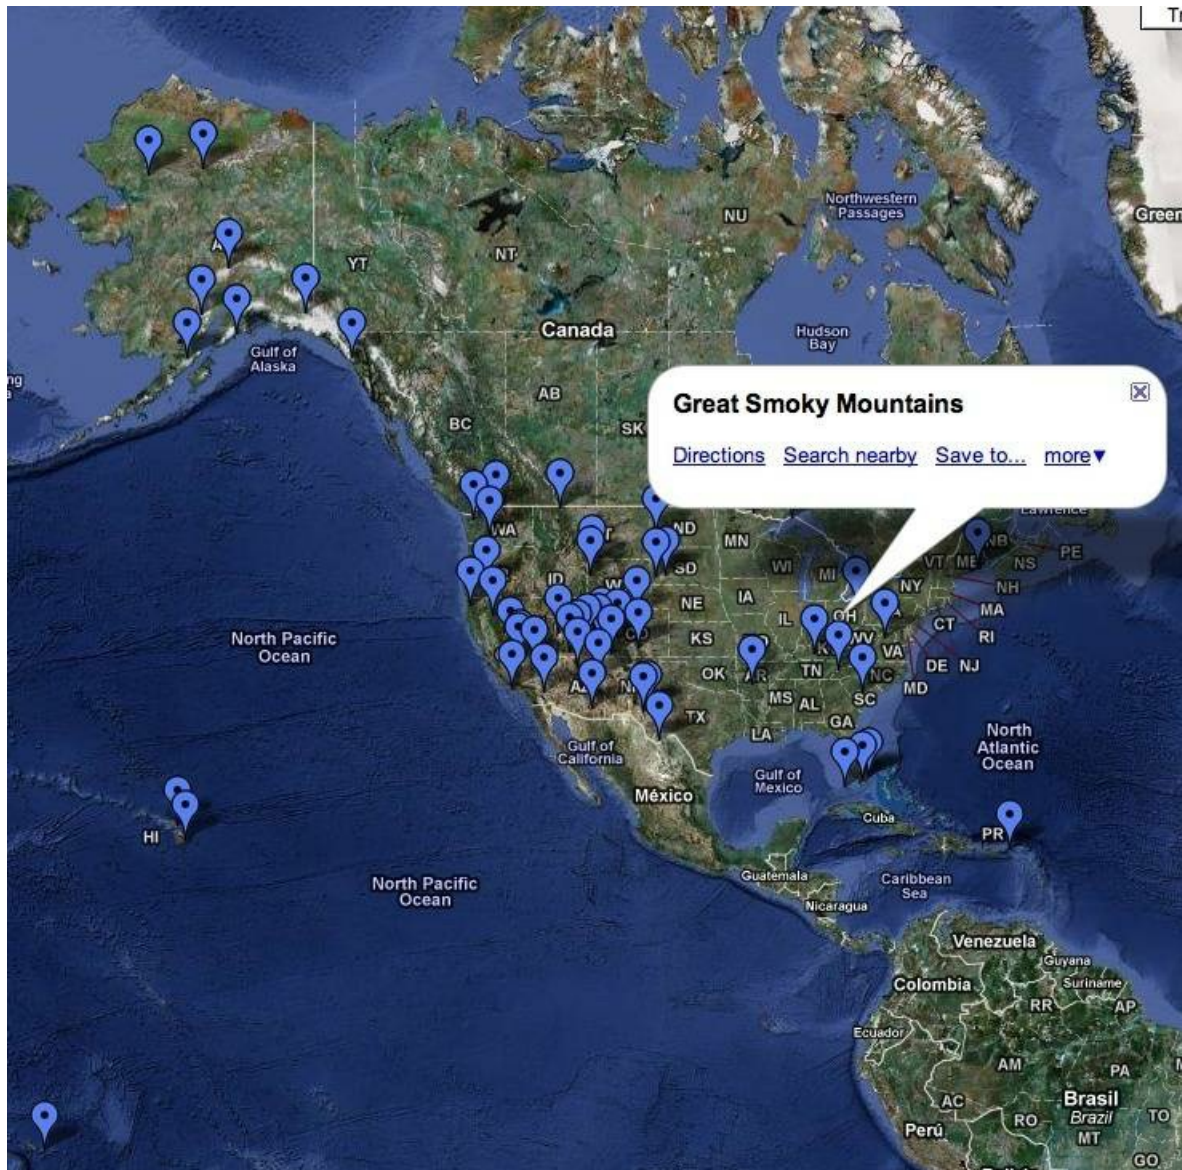 Tr
NU
Northwestern
Passages
Green
YT
NT
Canada
Hudson
Bay
Gulf of
Alaska
ng
AB
BC
SK
Great Smoky Mountains
Directions Search nearby Save to... more▼
Lawrence
WA
ND
MN
NB
PE
WI
MI
VT
ME
NS
ID
SD
NY
NH
IA
NE
MA
IL
OH
CT
CO
KS
WV
RI
North Pacific
Ocean
VA
OK
AR
TN
NC
DE
NJ
MD
MS
AL
SC
TX
GA
LA
North
Atlantic
Ocean
Gulf of
California
Gulf of
Mexico
México
Cuba
HI
PR
Guatemala
Caribbean
Sea
North Pacific
Ocean
Nicaragua
Venezuela
Guyana
Colombia
Suriname
RR
AP
Ecuador
AM
PA
AC
Brasil
Brazil
TO
RO
Perú
MT
GO